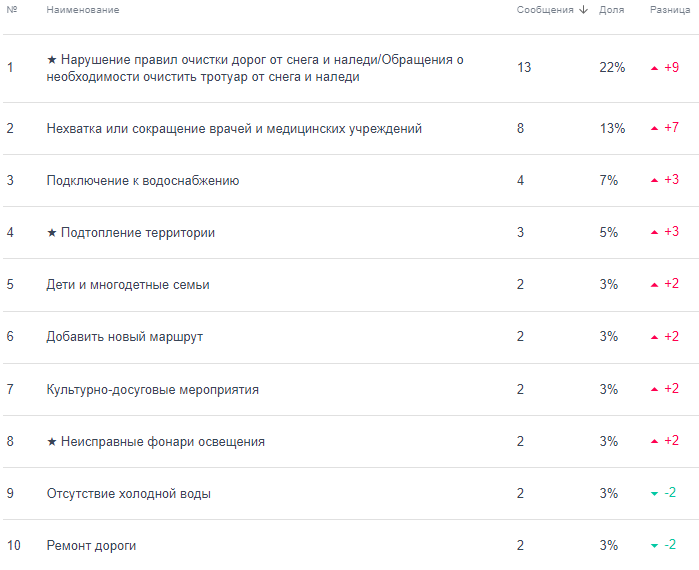 № Наименование Сообщения ↓ Доля Разница
1 ★ Нарушение правил очистки дорог от снега и наледи/Обращения о
необходимости очистить тротуар от снега и наледи 13 22% +9
2 Нехватка или сокращение врачей и медицинских учреждений 8 13% +7
3 Подключение к водоснабжению 4 7% +3
4 ★ Подтопление территории 3 5% +3
5 Дети и многодетные семьи 2 3% +2
6 Добавить новый маршрут 2 3% +2
7 Культурно-досуговые мероприятия 2 3% +2
8 ★ Неисправные фонари освещения 2 3% +2
9 Отсутствие холодной воды 2 3% -2
10 Ремонт дороги 2 3% -2